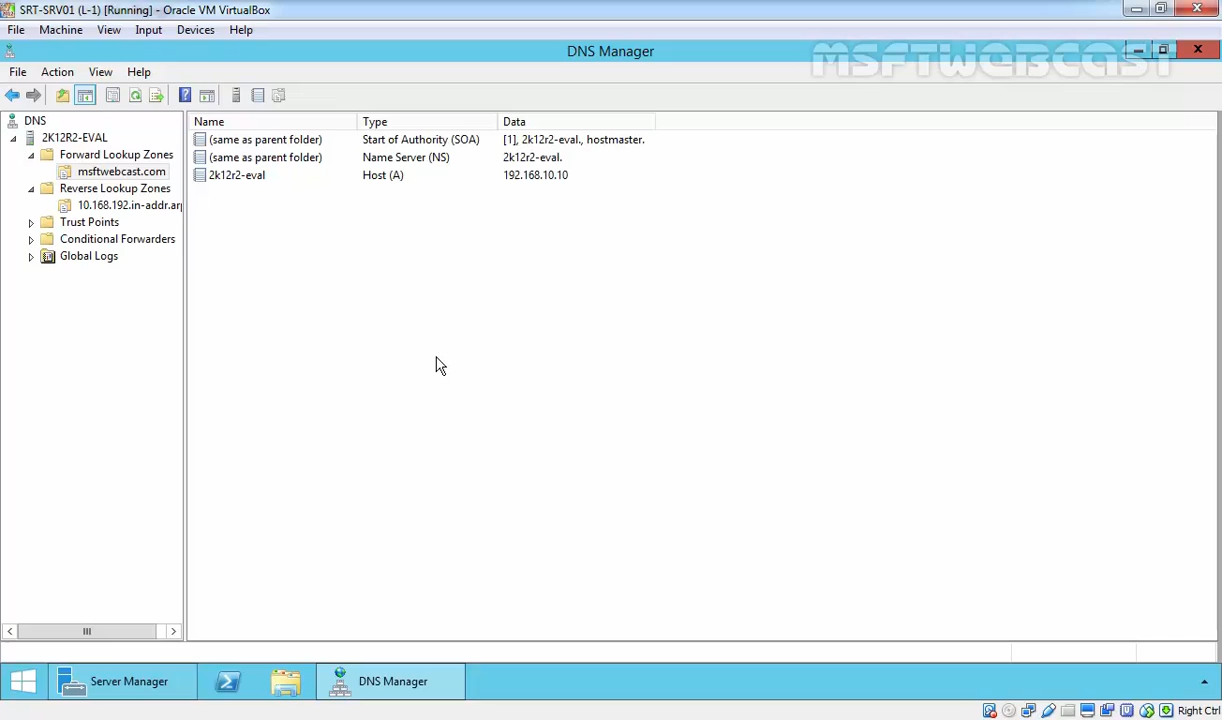 SRT-SRV01 (L-1) [Running] - Oracle VM VirtualBox
File Machine View Input Devices Help
DNS Manager
MSFTWEBCAST
File Action View Help
DNS
2K12R2-EVAL
Forward Lookup Zones
msftwebcast.com
Reverse Lookup Zones
10.168.192.in-addr.arp
Trust Points
Conditional Forwarders
Global Logs
Name Type Data
(same as parent folder) Start of Authority (SOA) [1], 2k12r2-eval., hostmaster.
(same as parent folder) Name Server (NS) 2k12r2-eval.
2k12r2-eval Host (A) 192.168.10.10
Server Manager
DNS Manager
Right Ctrl